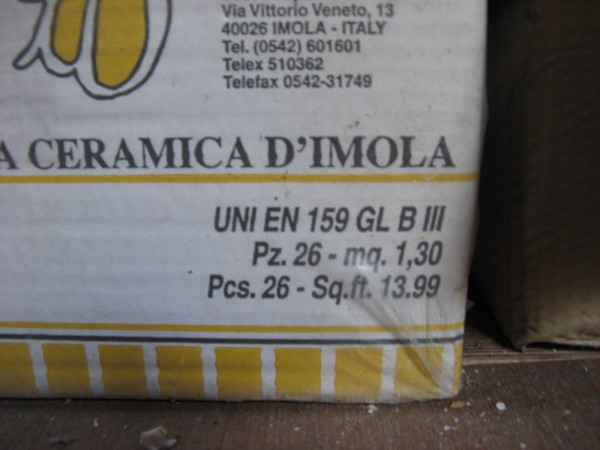 Via Vittorio Veneto, 13
40026 IMOLA - ITALY
Tel. (0542) 601601
Telex 510362
Telefax 0542-31749
A CERAMICA D'IMOLA
UNI EN 159 GL B III
Pz. 26 - mq. 1,30
Pcs. 26 - Sq.ft. 13.99